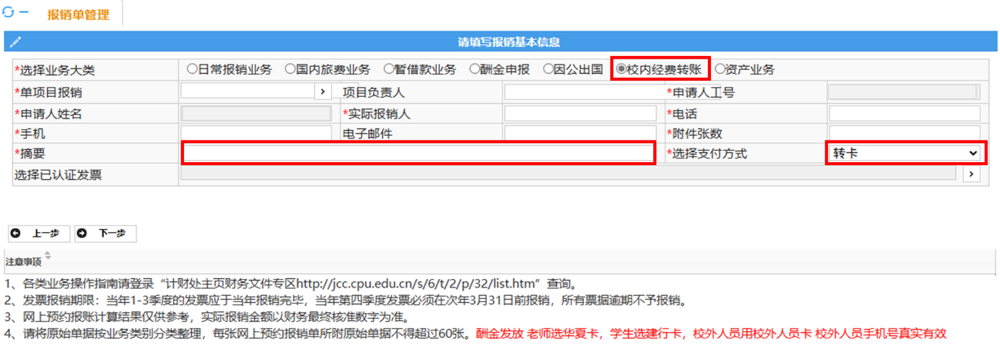 报销单管理
请填写报销基本信息
*选择业务大类 日常报销业务 国内旅费业务 暂借款业务 酬金申报 因公出国 校内经费转账 资产业务
*单项目报销 项目负责人 *申请人工号
*申请人姓名 *实际报销人 *电话
*手机 电子邮件 *附件张数
*摘要 *选择支付方式 转卡
选择已认证发票
上一步 下一步
注意事项
1、各类业务操作指南请登录“计财处主页财务文件专区http://jcc.cpu.edu.cn/s/6/t/2/p/32/list.htm”查询。
2、发票报销期限：当年1-3季度的发票应于当年报销完毕，当年第四季度发票必须在次年3月31日前报销，所有票据逾期不予报销。
3、网上预约报账计算结果仅供参考，实际报销金额以财务最终核准数字为准。
4、请将原始单据按业务类别分类整理，每张网上预约报销单所附原始单据不得超过60张。酬金发放 老师选华夏卡，学生选建行卡，校外人员用校外人员卡 校外人员手机号真实有效